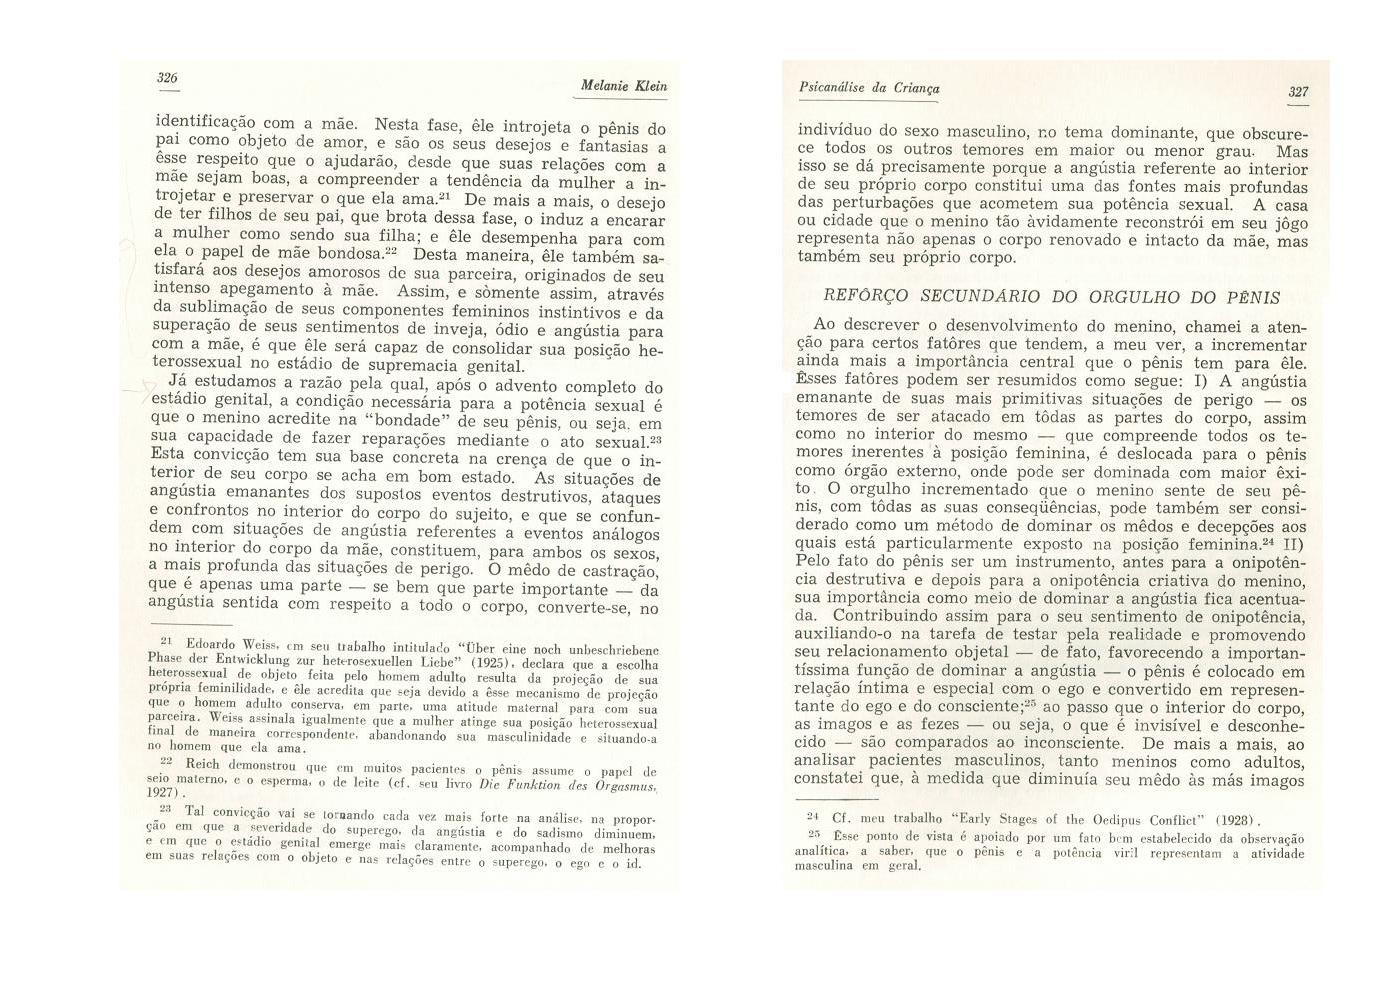 326
Melanie Klein
identificação com a mãe. Nesta fase, êle introjeta o pênis do
pai como objeto de amor, e são os seus desejos e fantasias a
êsse respeito que o ajudarão, desde que suas relações com a
mãe sejam boas, a compreender a tendência da mulher a in-
trojetar e preservar o que ela ama.²¹ De mais a mais, o desejo
de ter filhos de seu pai, que brota dessa fase, o induz a encarar
a mulher como sendo sua filha; e êle desempenha para com
ela o papel de mãe bondosa.²² Desta maneira, êle também sa-
tisfará aos desejos amorosos de sua parceira, originados de seu
intenso apegamento à mãe. Assim, e sòmente assim, através
da sublimação de seus componentes femininos instintivos e da
superação de seus sentimentos de inveja, ódio e angústia para
com a mãe, é que êle será capaz de consolidar sua posição he-
terossexual no estádio de supremacia genital.
Já estudamos a razão pela qual, após o advento completo do
estádio genital, a condição necessária para a potência sexual é
que o menino acredite na “bondade” de seu pênis, ou seja, em
sua capacidade de fazer reparações mediante o ato sexual.²³
Esta convicção tem sua base concreta na crença de que o in-
terior de seu corpo se acha em bom estado. As situações de
angústia emanantes dos supostos eventos destrutivos, ataques
e confrontos no interior do corpo do sujeito, e que se confun-
dem com situações de angústia referentes a eventos análogos
no interior do corpo da mãe, constituem, para ambos os sexos,
a mais profunda das situações de perigo. O mêdo de castração,
que é apenas uma parte — se bem que parte importante — da
angústia sentida com respeito a todo o corpo, converte-se, no
²¹ Edoardo Weiss, em seu trabalho intitulado “Über eine noch unbeschriebene
Phase der Entwicklung zur heterosexuellen Liebe” (1925), declara que a escolha
heterossexual de objeto feita pelo homem adulto resulta da projeção de sua
própria feminilidade, e êle acredita que seja devido a êsse mecanismo de projeção
que o homem adulto conserva, em parte, uma atitude maternal para com sua
parceira. Weiss assinala igualmente que a mulher atinge sua posição heterossexual
final de maneira correspondente, abandonando sua masculinidade e situando-a
no homem que ela ama.
²² Reich demonstrou que em muitos pacientes o pênis assume o papel de
seio materno, e o esperma, o de leite (cf. seu livro Die Funktion des Orgasmus,
1927).
²³ Tal convicção vai se tornando cada vez mais forte na análise, na propor-
ção em que a severidade do superego, da angústia e do sadismo diminuem,
e em que o estádio genital emerge mais claramente, acompanhado de melhoras
em suas relações com o objeto e nas relações entre o superego, o ego e o id.
Psicanálise da Criança
327
indivíduo do sexo masculino, no tema dominante, que obscure-
ce todos os outros temores em maior ou menor grau. Mas
isso se dá precisamente porque a angústia referente ao interior
de seu próprio corpo constitui uma das fontes mais profundas
das perturbações que acometem sua potência sexual. A casa
ou cidade que o menino tão àvidamente reconstrói em seu jôgo
representa não apenas o corpo renovado e intacto da mãe, mas
também seu próprio corpo.
REFÔRÇO SECUNDÁRIO DO ORGULHO DO PÊNIS
Ao descrever o desenvolvimento do menino, chamei a aten-
ção para certos fatôres que tendem, a meu ver, a incrementar
ainda mais a importância central que o pênis tem para êle.
Êsses fatôres podem ser resumidos como segue: I) A angústia
emanante de suas mais primitivas situações de perigo — os
temores de ser atacado em tôdas as partes do corpo, assim
como no interior do mesmo — que compreende todos os te-
mores inerentes à posição feminina, é deslocada para o pênis
como órgão externo, onde pode ser dominada com maior êxi-
to. O orgulho incrementado que o menino sente de seu pê-
nis, com tôdas as suas conseqüências, pode também ser consi-
derado como um método de dominar os mêdos e decepções aos
quais está particularmente exposto na posição feminina.²⁴ II)
Pelo fato do pênis ser um instrumento, antes para a onipotên-
cia destrutiva e depois para a onipotência criativa do menino,
sua importância como meio de dominar a angústia fica acentua-
da. Contribuindo assim para o seu sentimento de onipotência,
auxiliando-o na tarefa de testar pela realidade e promovendo
seu relacionamento objetal — de fato, favorecendo a importan-
tíssima função de dominar a angústia — o pênis é colocado em
relação íntima e especial com o ego e convertido em represen-
tante do ego e do consciente;²⁵ ao passo que o interior do corpo,
as imagos e as fezes — ou seja, o que é invisível e desconhe-
cido — são comparados ao inconsciente. De mais a mais, ao
analisar pacientes masculinos, tanto meninos como adultos,
constatei que, à medida que diminuía seu mêdo às más imagos
²⁴ Cf. meu trabalho “Early Stages of the Oedipus Conflict” (1928).
²⁵ Êsse ponto de vista é apoiado por um fato bem estabelecido da observação
analítica, a saber, que o pênis e a potência viril representam a atividade
masculina em geral.